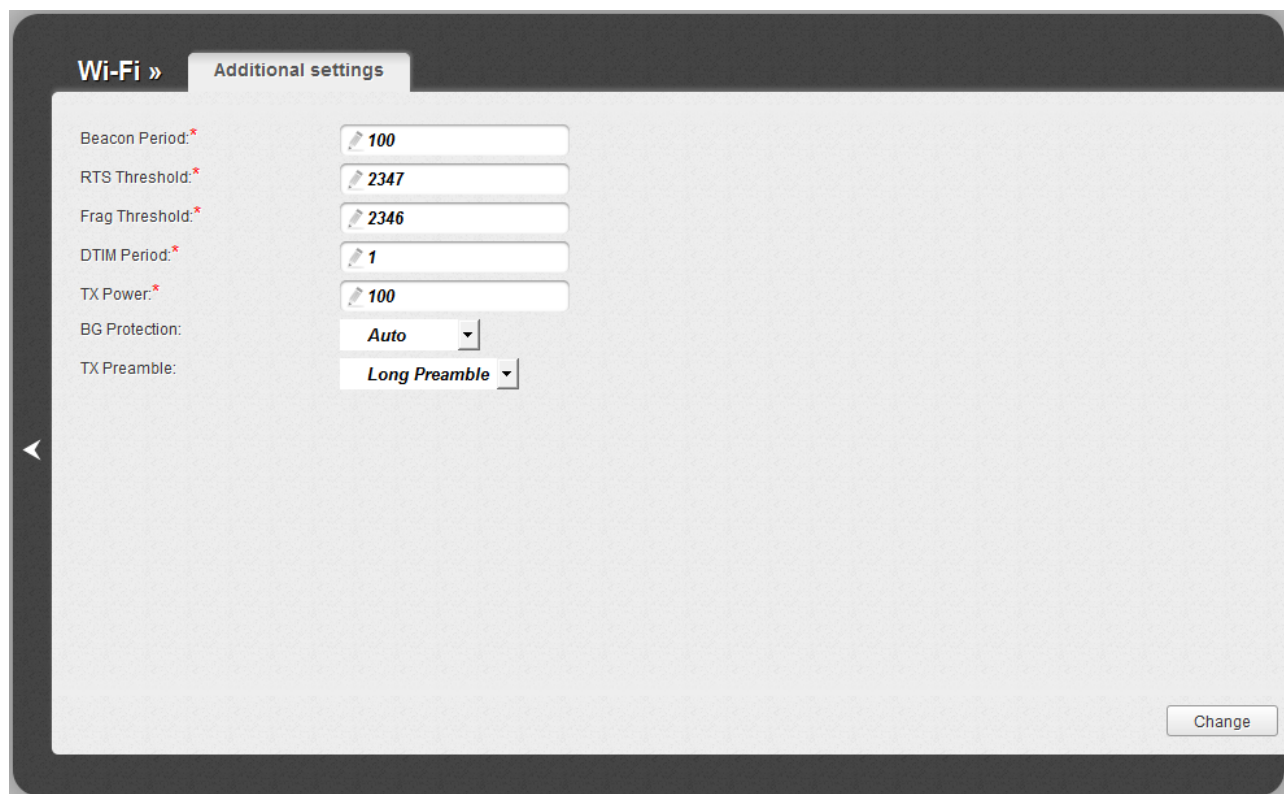 Wi-Fi » Additional settings
Beacon Period:* 100
RTS Threshold:* 2347
Frag Threshold:* 2346
DTIM Period:* 1
TX Power:* 100
BG Protection: Auto
TX Preamble: Long Preamble
Change